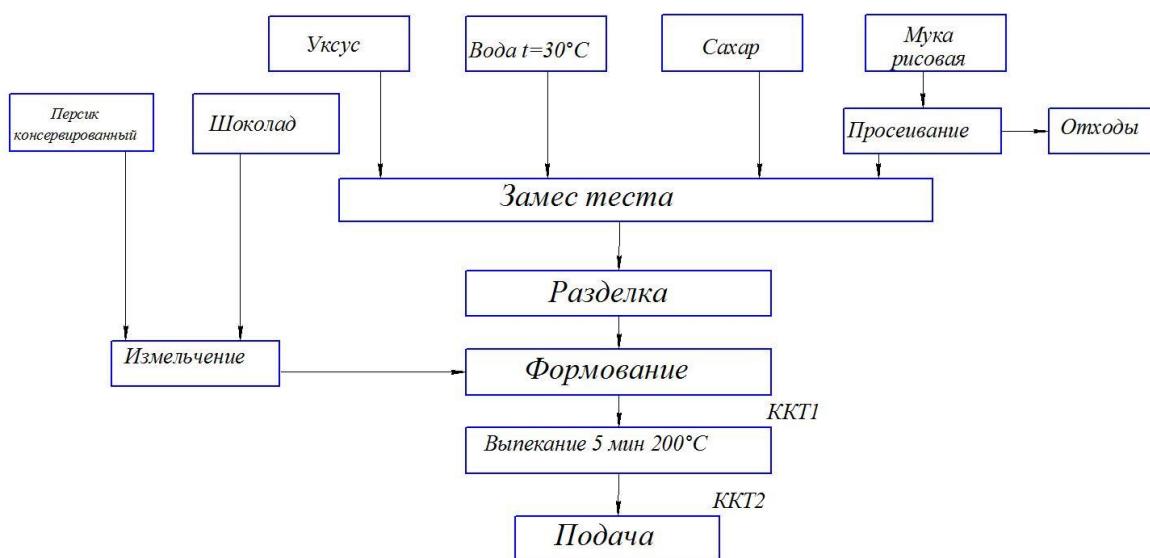 Уксус
Вода t=30°C
Сахар
Мука
рисовая
Персик
консервированный
Шоколад
Просеивание
Отходы
Замес теста
Разделка
Измельчение
Формование
ККТ1
Выпекание 5 мин 200°C
ККТ2
Подача